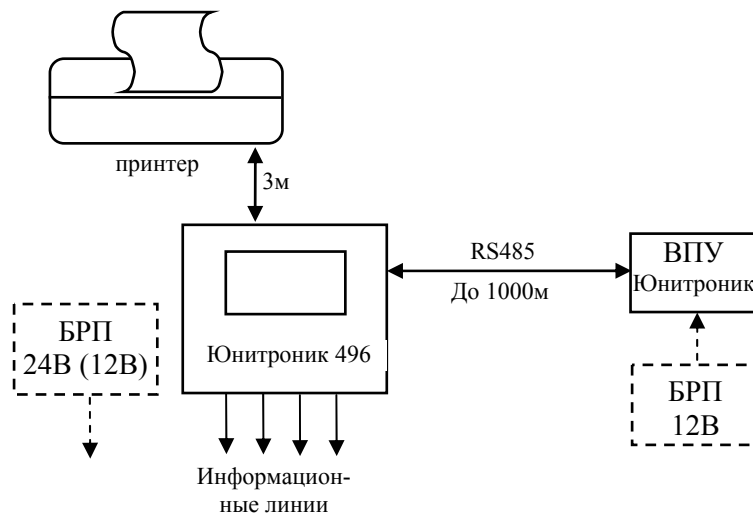 принтер
3м
RS485
До 1000м
ВПУ
Юнитроник
БРП
24В (12В)
Юнитроник 496
БРП
12В
Информацион-
ные линии